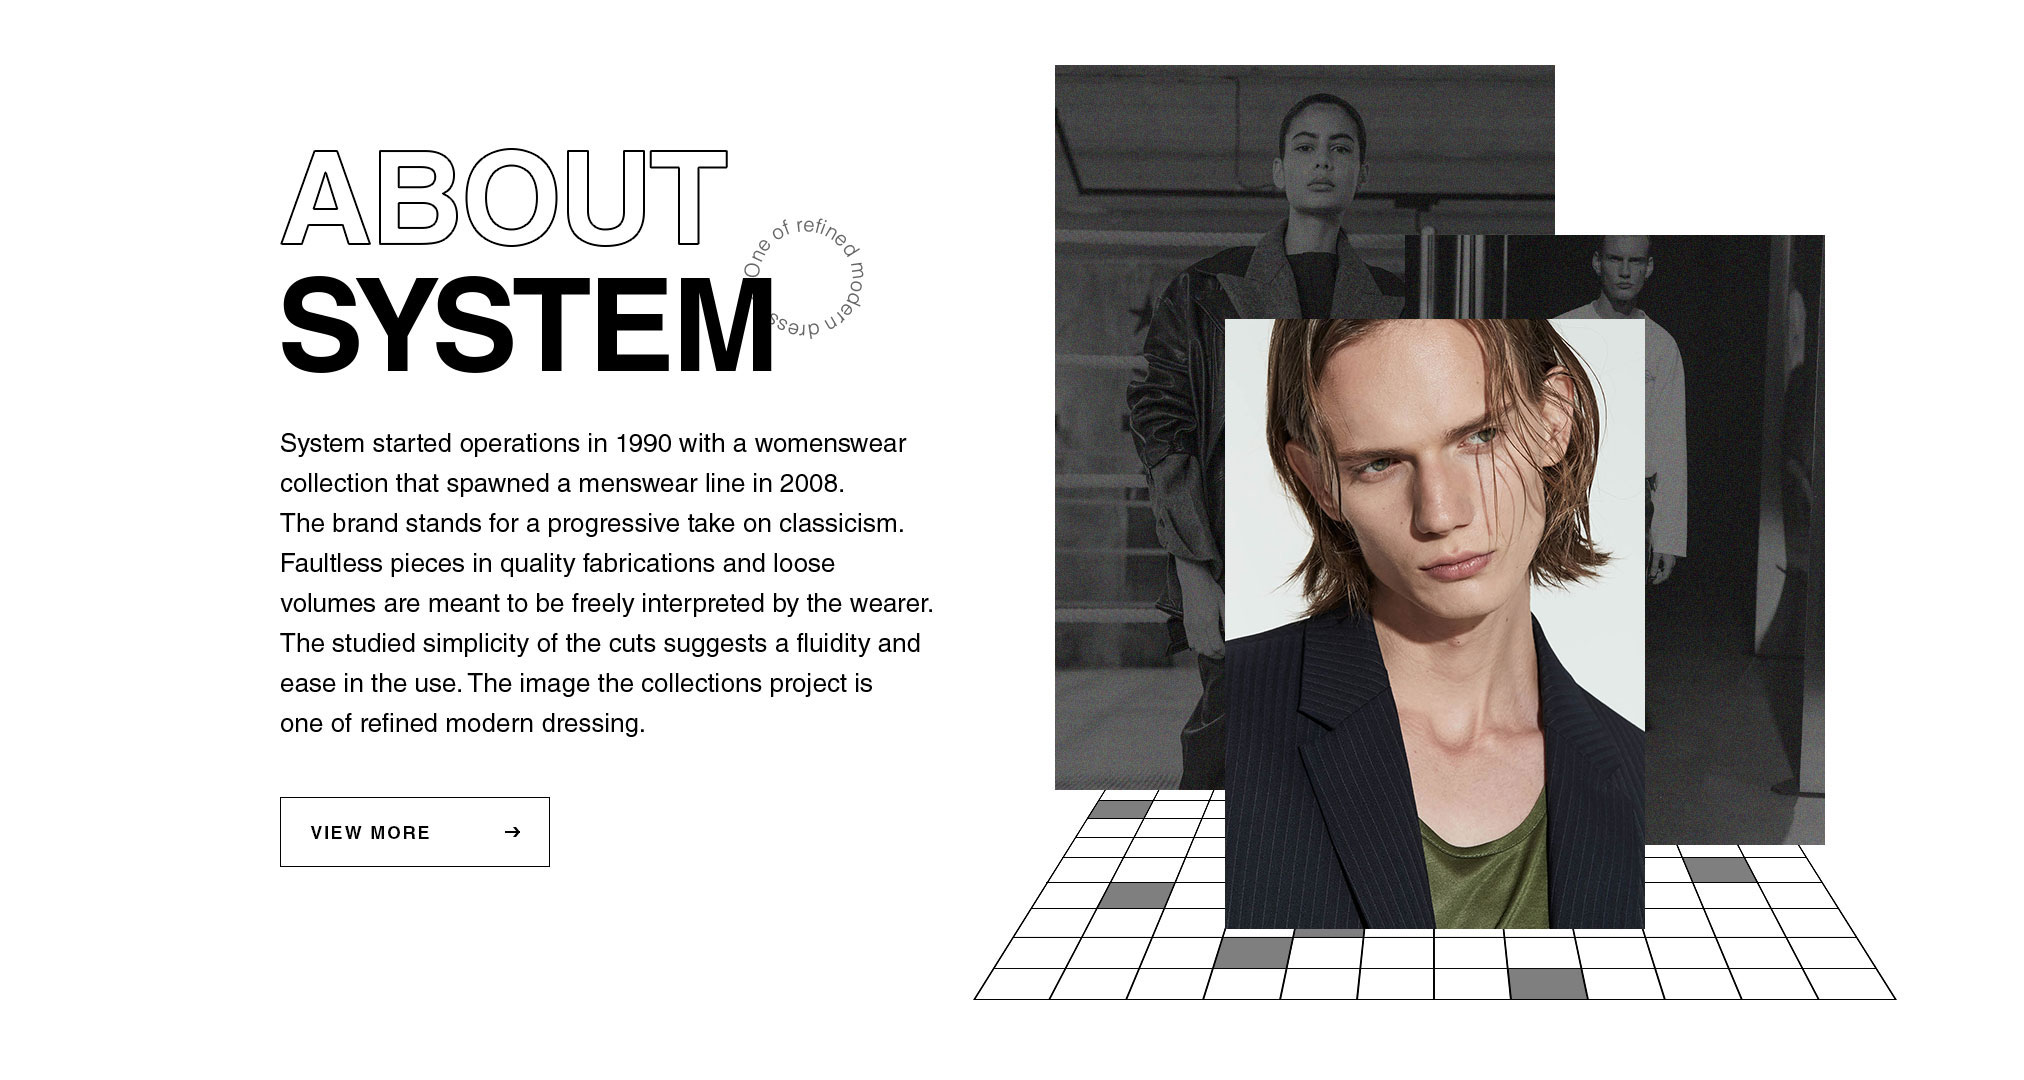 ABOUT
SYSTEM
One of refined modern dress
System started operations in 1990 with a womenswear
collection that spawned a menswear line in 2008.
The brand stands for a progressive take on classicism.
Faultless pieces in quality fabrications and loose
volumes are meant to be freely interpreted by the wearer.
The studied simplicity of the cuts suggests a fluidity and
ease in the use. The image the collections project is
one of refined modern dressing.
VIEW MORE →